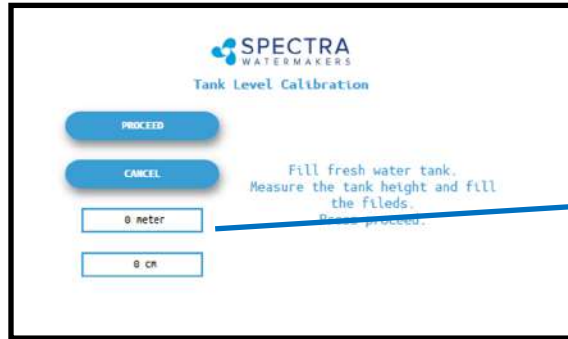 SPECTRA
WATERMAKERS
Tank Level Calibration
PROCEED
CANCEL
Fill fresh water tank.
Measure the tank height and fill
the fileds.
Press proceed.
0 meter
0 cm